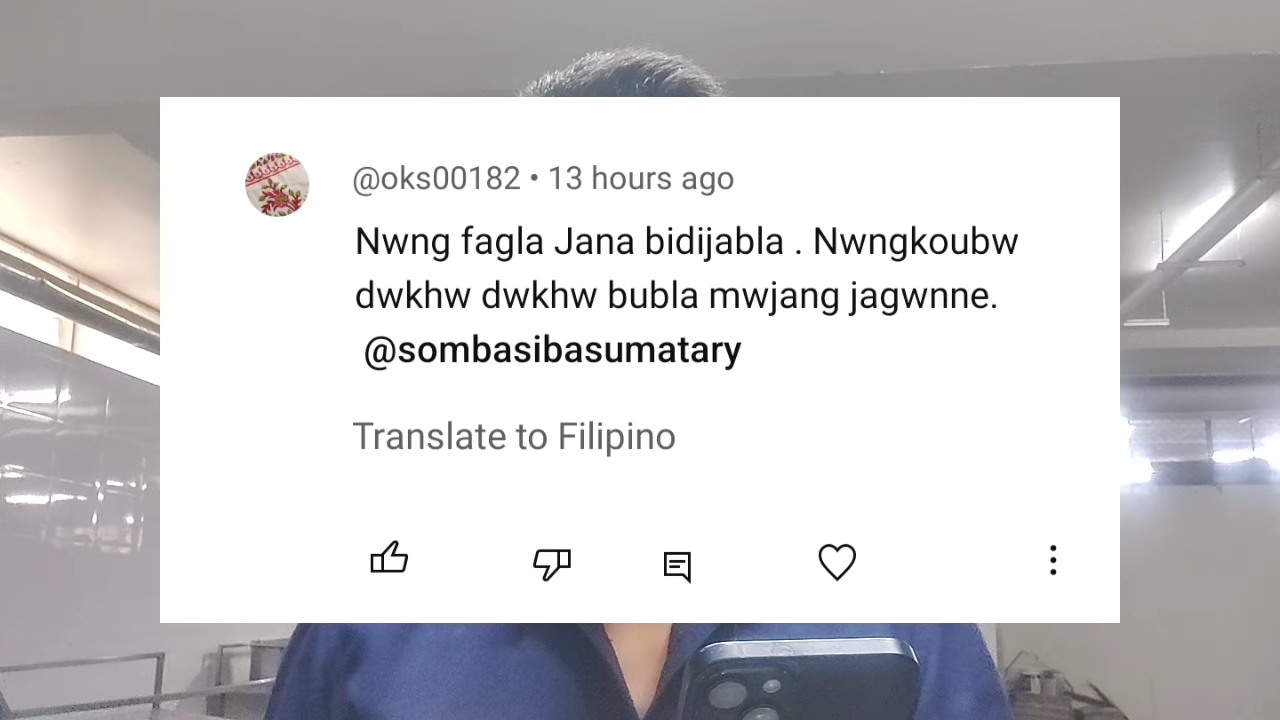 @oks00182 • 13 hours ago
Nwng fagla Jana bidijabla . Nwngkoubw
dwkhw dwkhw bubla mwjang jagwnne.
@sombasibasumatary
Translate to Filipino